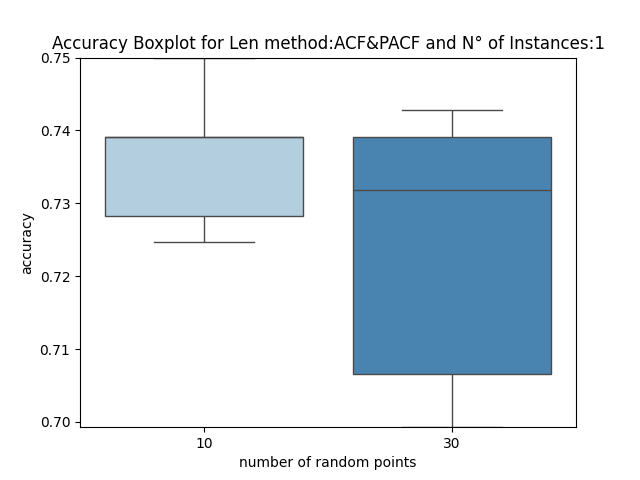 Accuracy Boxplot for Len method:ACF&PACF and N° of Instances:1
0.75
0.74
0.73
0.72
0.71
0.70
accuracy
10 30
number of random points